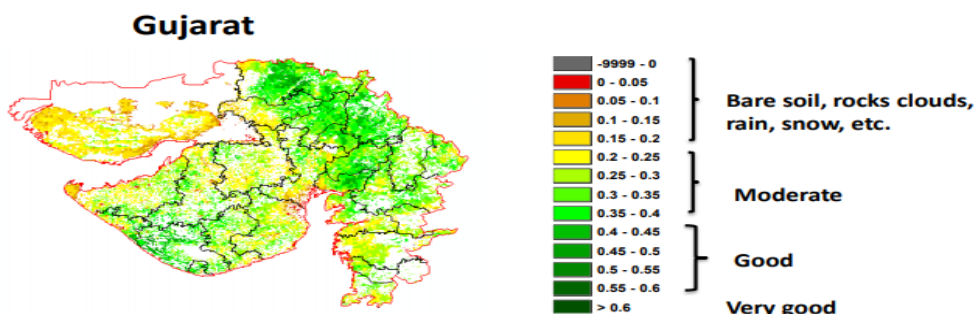 Gujarat
-9999 - 0
0 - 0.05
0.05 - 0.1
0.1 - 0.15
0.15 - 0.2
0.2 - 0.25
0.25 - 0.3
0.3 - 0.35
0.35 - 0.4
0.4 - 0.45
0.45 - 0.5
0.5 - 0.55
0.55 - 0.6
> 0.6
Bare soil, rocks clouds,
rain, snow, etc.
Moderate
Good
Very good